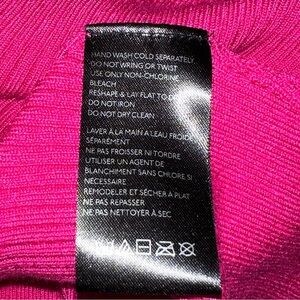 HAND WASH COLD SEPARATELY
DO NOT WRING OR TWIST
USE ONLY NON-CHLORINE
BLEACH
RESHAPE & LAY FLAT TO DRY
DO NOT IRON
DO NOT DRY CLEAN
LAVER À LA MAIN A L'EAU FROIDE
SÉPARÉMENT
NE PAS FROISSER NI TORDRE
UTILISER UN AGENT DE
BLANCHIMENT SANS CHLORE SI
NÉCESSAIRE
REMODELER ET SÉCHER À PLAT
NE PAS REPASSER
NE PAS NETTOYER À SEC